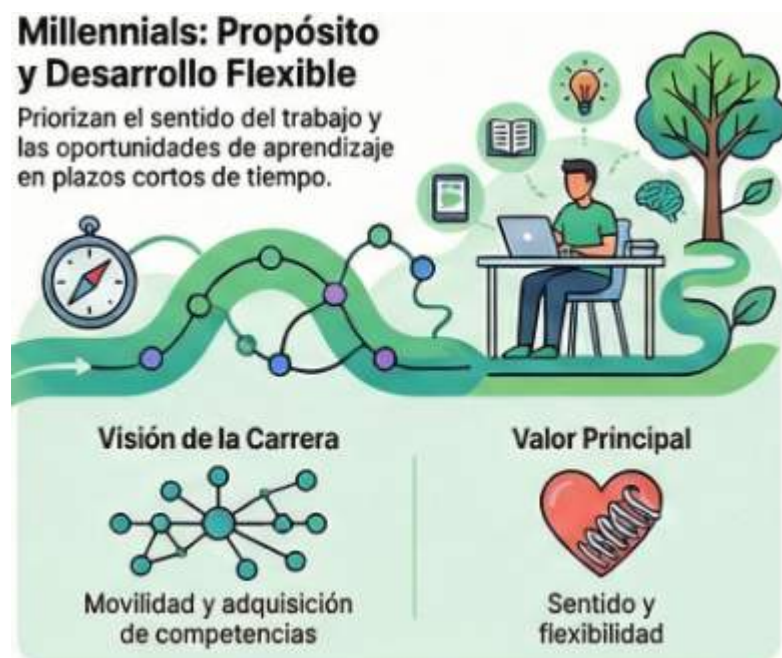 Millennials: Propósito
y Desarrollo Flexible
Priorizan el sentido del trabajo y
las oportunidades de aprendizaje
en plazos cortos de tiempo.
Visión de la Carrera
Movilidad y adquisición
de competencias
Valor Principal
Sentido y
flexibilidad